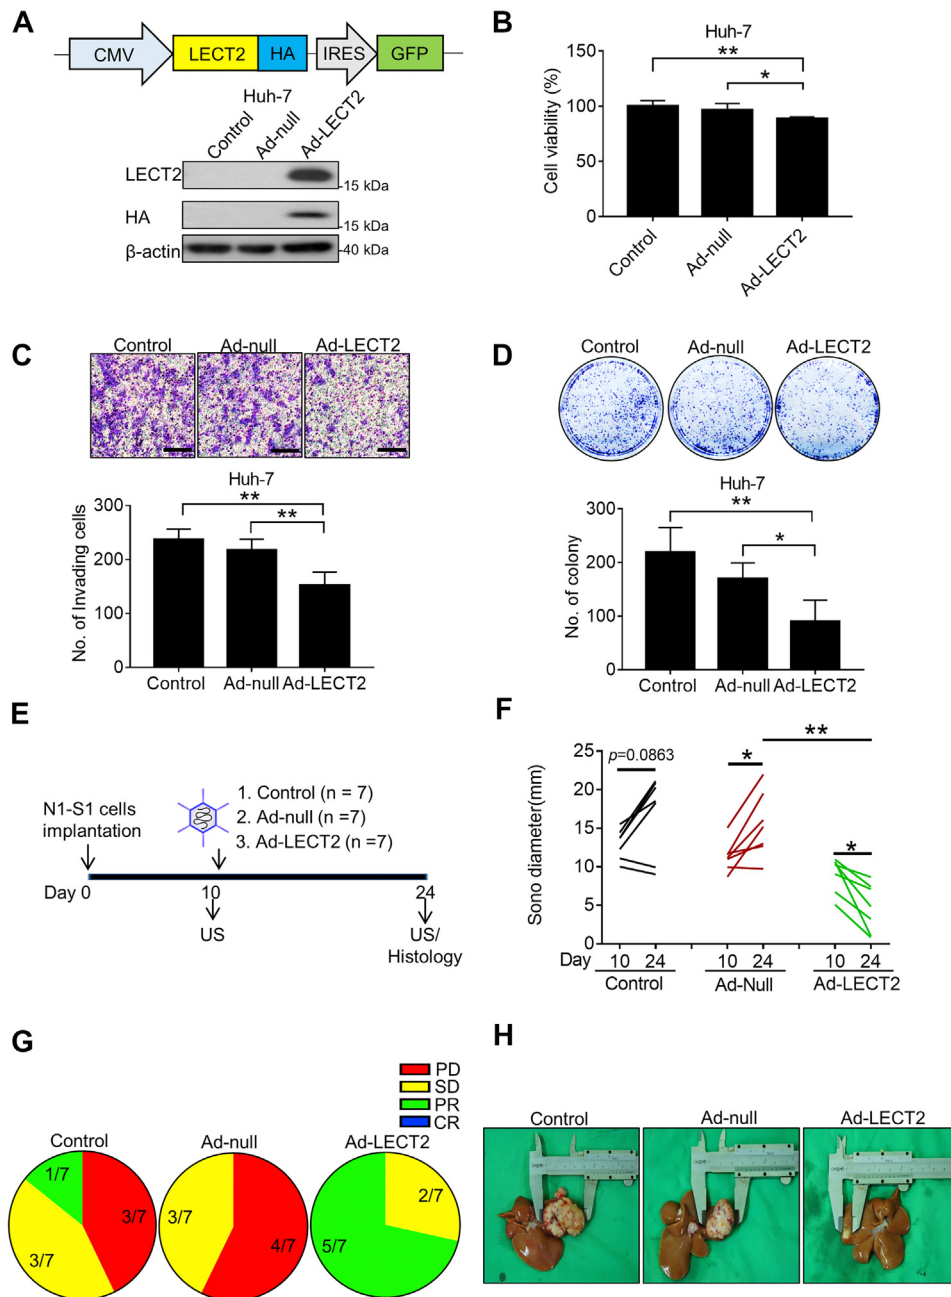 A
CMV LECT2 HA IRES GFP
Huh-7
Control Ad-null Ad-LECT2
LECT2 -15 kDa
HA -15 kDa
β-actin -40 kDa
B
Huh-7
**
*
Cell viability (%)
150
100
50
0
Control Ad-null Ad-LECT2
C
Control Ad-null Ad-LECT2
Huh-7
**
**
No. of Invading cells
300
200
100
0
Control Ad-null Ad-LECT2
D
Control Ad-null Ad-LECT2
Huh-7
**
*
No. of colony
300
200
100
0
Control Ad-null Ad-LECT2
E
N1-S1 cells
implantation
1. Control (n = 7)
2. Ad-null (n =7)
3. Ad-LECT2 (n =7)
Day 0 10 24
US US/
Histology
F
**
p=0.0863 * *
Sono diameter(mm)
25
20
15
10
5
0
Day 10 24 10 24 10 24
Control Ad-Null Ad-LECT2
G
PD
SD
PR
CR
Control Ad-null Ad-LECT2
1/7 3/7 3/7
3/7 4/7
2/7 5/7
H
Control Ad-null Ad-LECT2